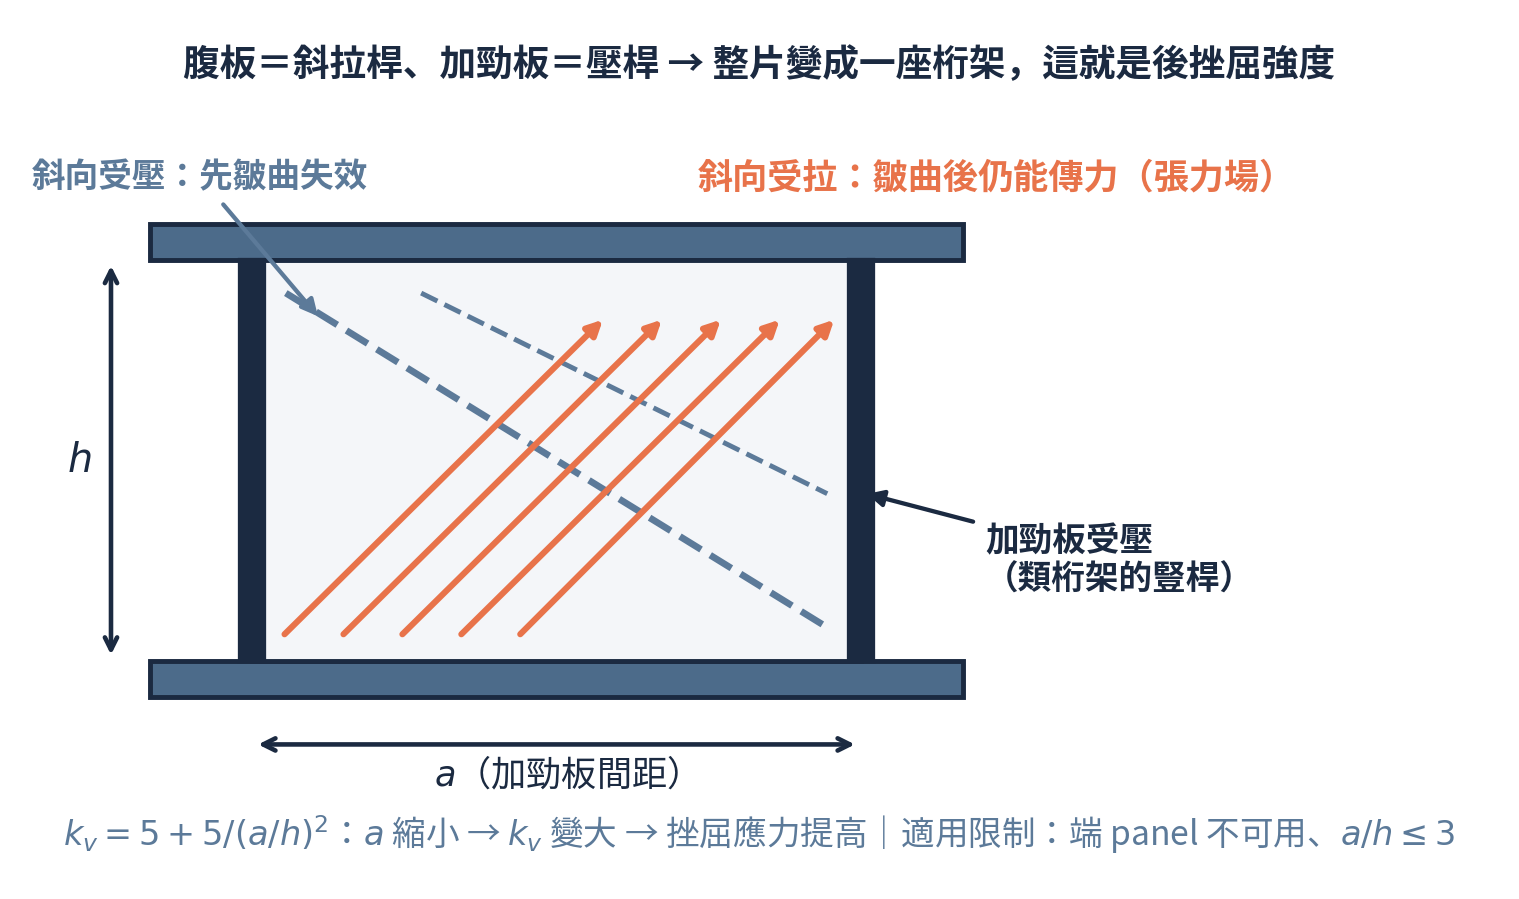 腹板＝斜拉桿、加勁板＝壓桿 → 整片變成一座桁架，這就是後挫屈強度
斜向受壓：先皺曲失效
斜向受拉：皺曲後仍能傳力（張力場）
h
加勁板受壓
（類桁架的豎桿）
a（加勁板間距）
k_v = 5 + 5/(a/h)²：a 縮小 → k_v 變大 → 挫屈應力提高｜適用限制：端 panel 不可用、a/h ≤ 3